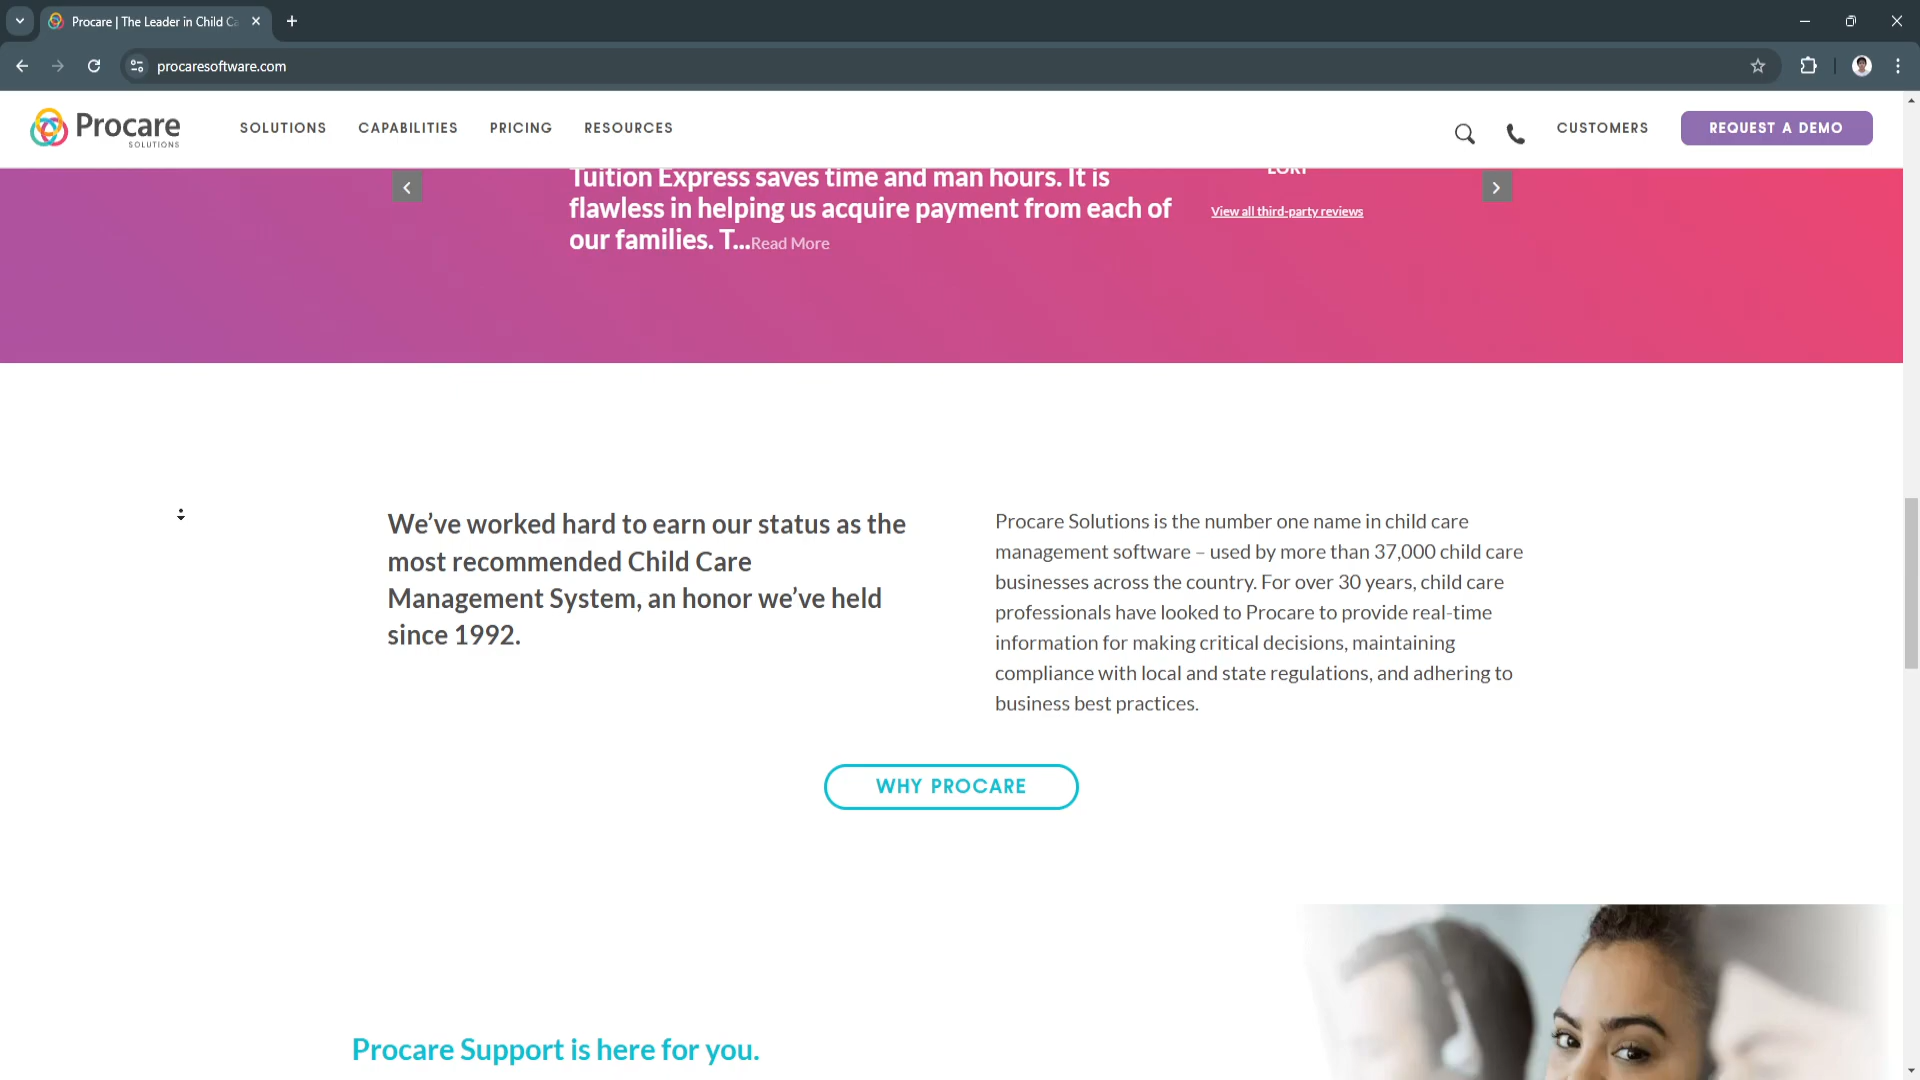 Procare | The Leader in Child Ca
procaresoftware.com
Procare
SOLUTIONS
SOLUTIONS
CAPABILITIES
PRICING
RESOURCES
CUSTOMERS
REQUEST A DEMO
Tuition Express saves time and man hours. It is
flawless in helping us acquire payment from each of
our families. T...Read More
LORI
View all third-party reviews
We’ve worked hard to earn our status as the
most recommended Child Care
Management System, an honor we’ve held
since 1992.
Procare Solutions is the number one name in child care
management software – used by more than 37,000 child care
businesses across the country. For over 30 years, child care
professionals have looked to Procare to provide real-time
information for making critical decisions, maintaining
compliance with local and state regulations, and adhering to
business best practices.
WHY PROCARE
Procare Support is here for you.